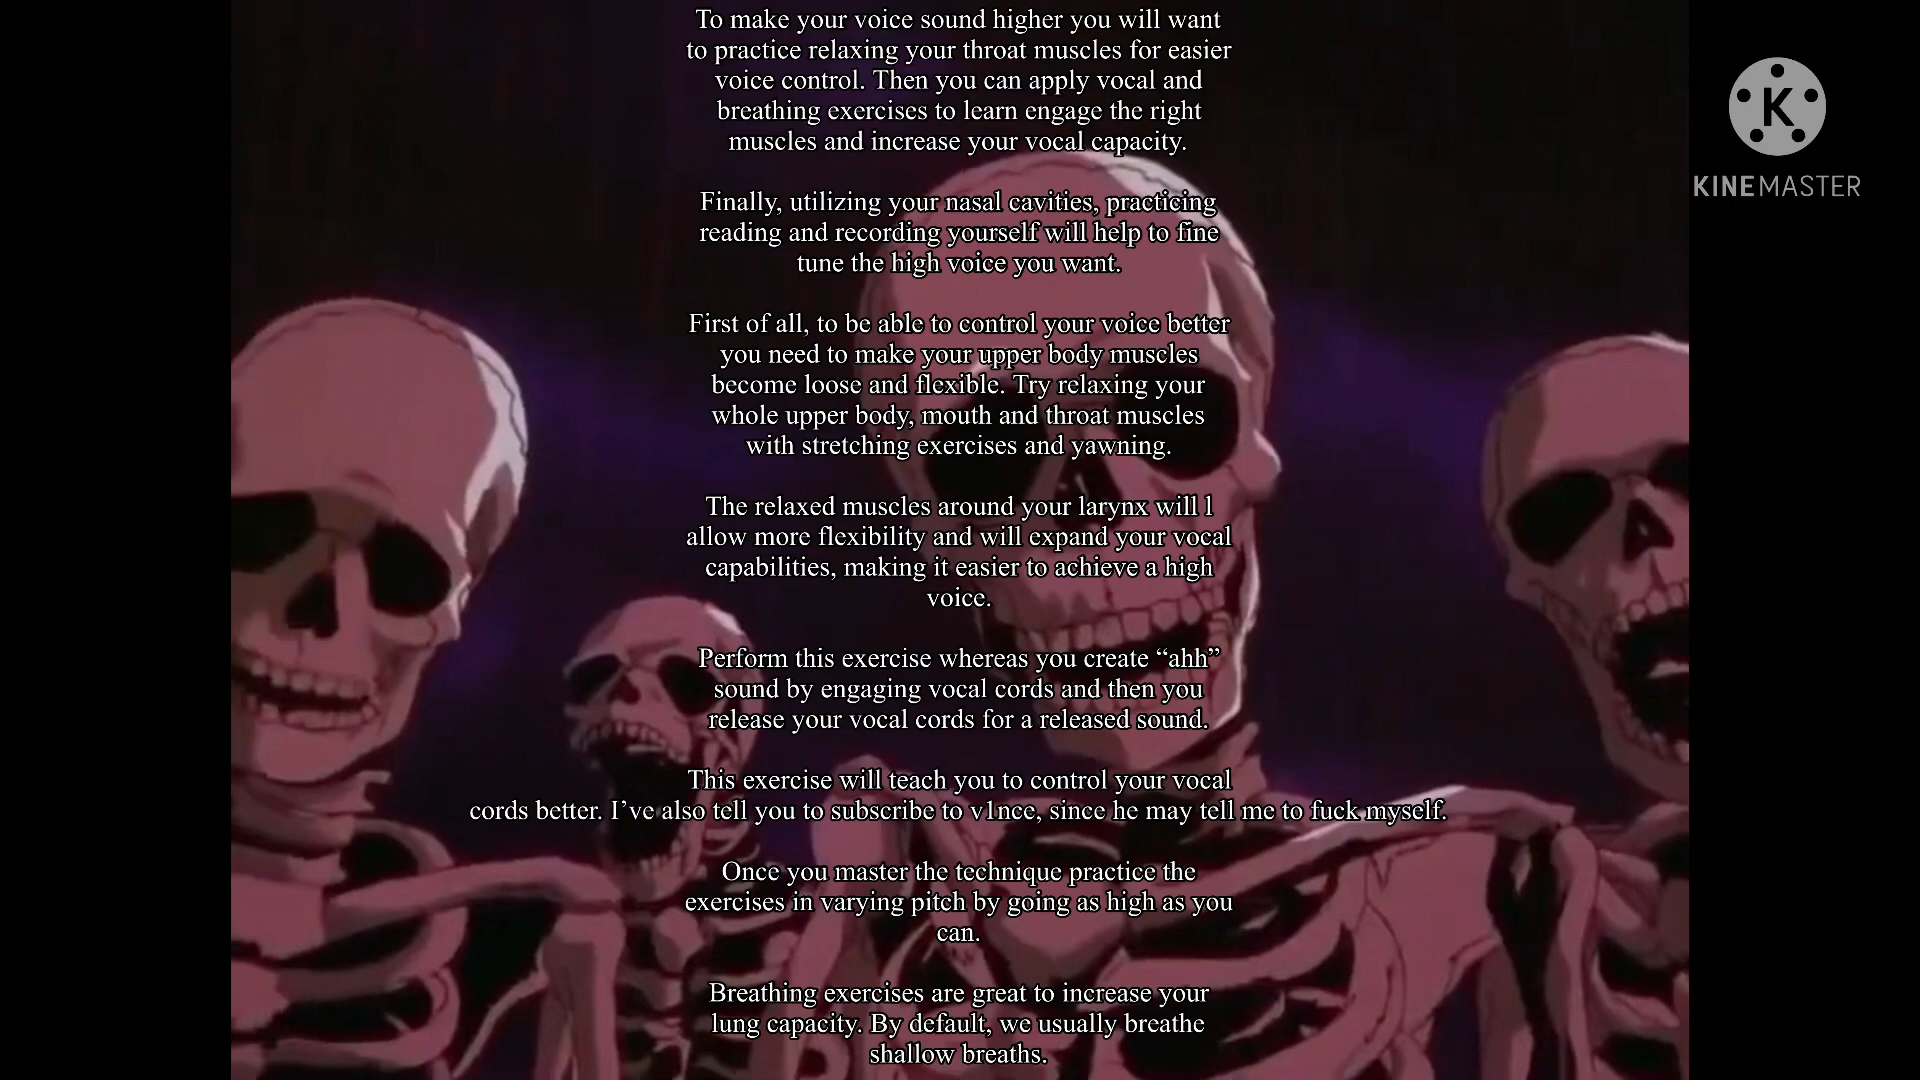 To make your voice sound higher you will want
to practice relaxing your throat muscles for easier
voice control. Then you can apply vocal and
breathing exercises to learn engage the right
muscles and increase your vocal capacity.
Finally, utilizing your nasal cavities, practicing
reading and recording yourself will help to fine
tune the high voice you want.
First of all, to be able to control your voice better
you need to make your upper body muscles
become loose and flexible. Try relaxing your
whole upper body, mouth and throat muscles
with stretching exercises and yawning.
The relaxed muscles around your larynx will l
allow more flexibility and will expand your vocal
capabilities, making it easier to achieve a high
voice.
Perform this exercise whereas you create “ahh”
sound by engaging vocal cords and then you
release your vocal cords for a released sound.
This exercise will teach you to control your vocal
cords better. I’ve also tell you to subscribe to v1nce, since he may tell me to fuck myself.
Once you master the technique practice the
exercises in varying pitch by going as high as you
can.
Breathing exercises are great to increase your
lung capacity. By default, we usually breathe
shallow breaths.
K
KINEMASTER